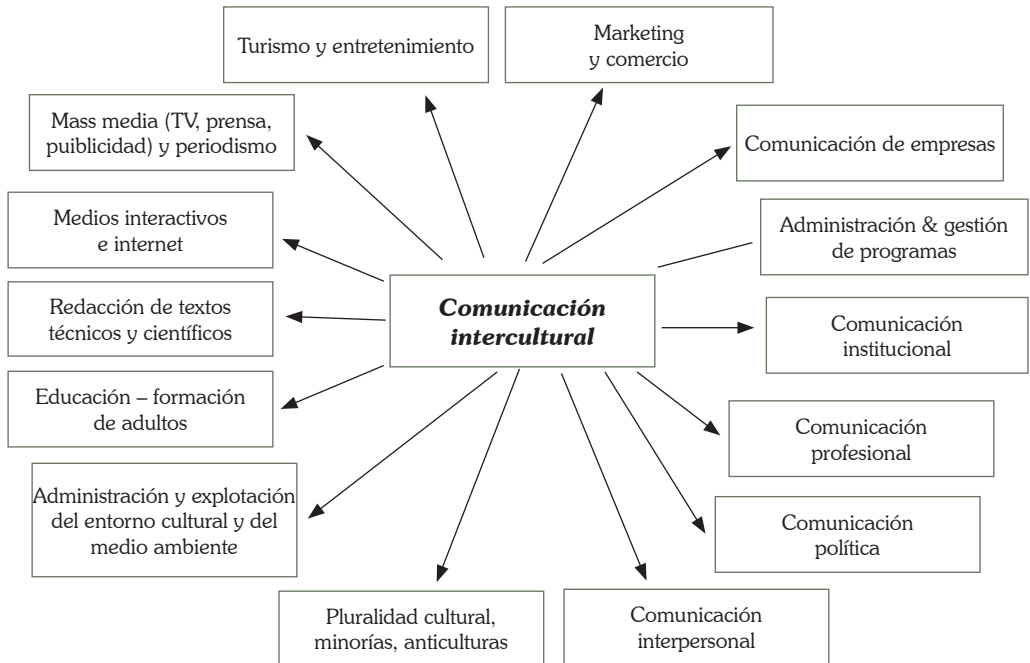 Turismo y entretenimiento
Marketing
y comercio
Mass media (TV, prensa,
puiblicidad) y periodismo
Comunicación de empresas
Medios interactivos
e internet
Administración & gestión
de programas
Redacción de textos
técnicos y científicos
Comunicación
intercultural
Comunicación
institucional
Educación – formación
de adultos
Comunicación
profesional
Administración y explotación
del entorno cultural y del
medio ambiente
Comunicación
política
Pluralidad cultural,
minorías, anticulturas
Comunicación
interpersonal